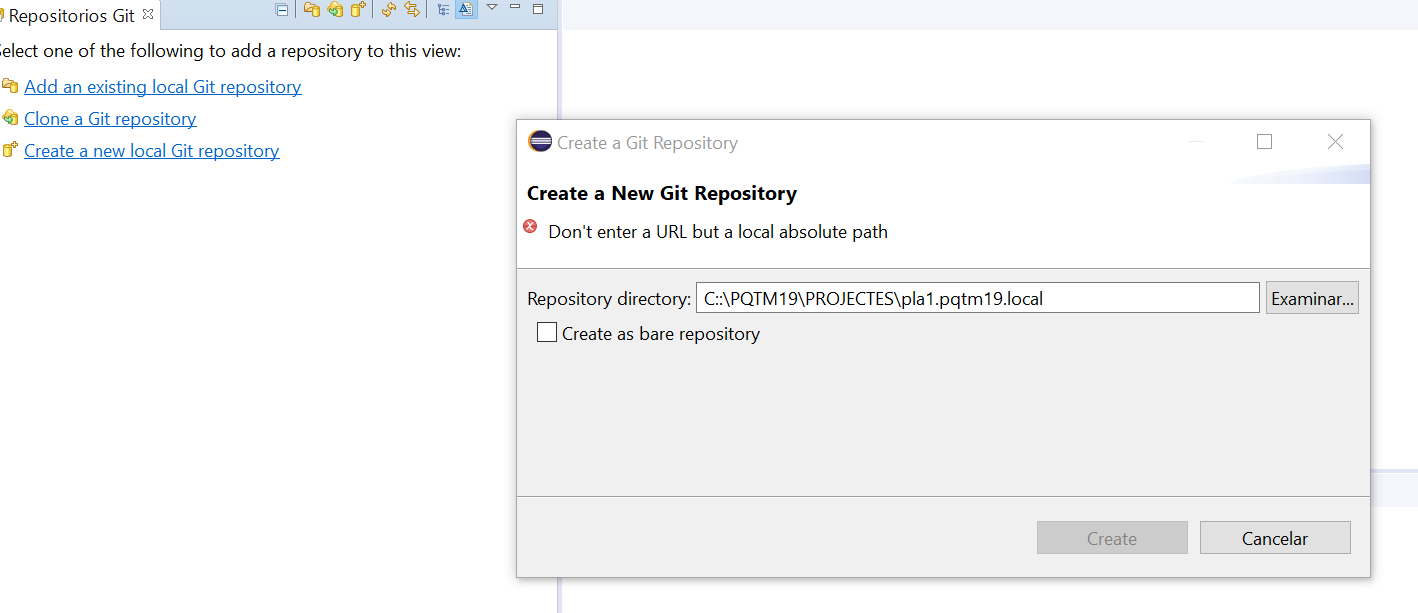 Repositorios Git
Select one of the following to add a repository to this view:
Add an existing local Git repository
Clone a Git repository
Create a new local Git repository
Create a Git Repository
Create a New Git Repository
Don't enter a URL but a local absolute path
Repository directory: C::\PQTM19\PROJECTES\pla1.pqtm19.local Examinar...
Create as bare repository
Create Cancelar